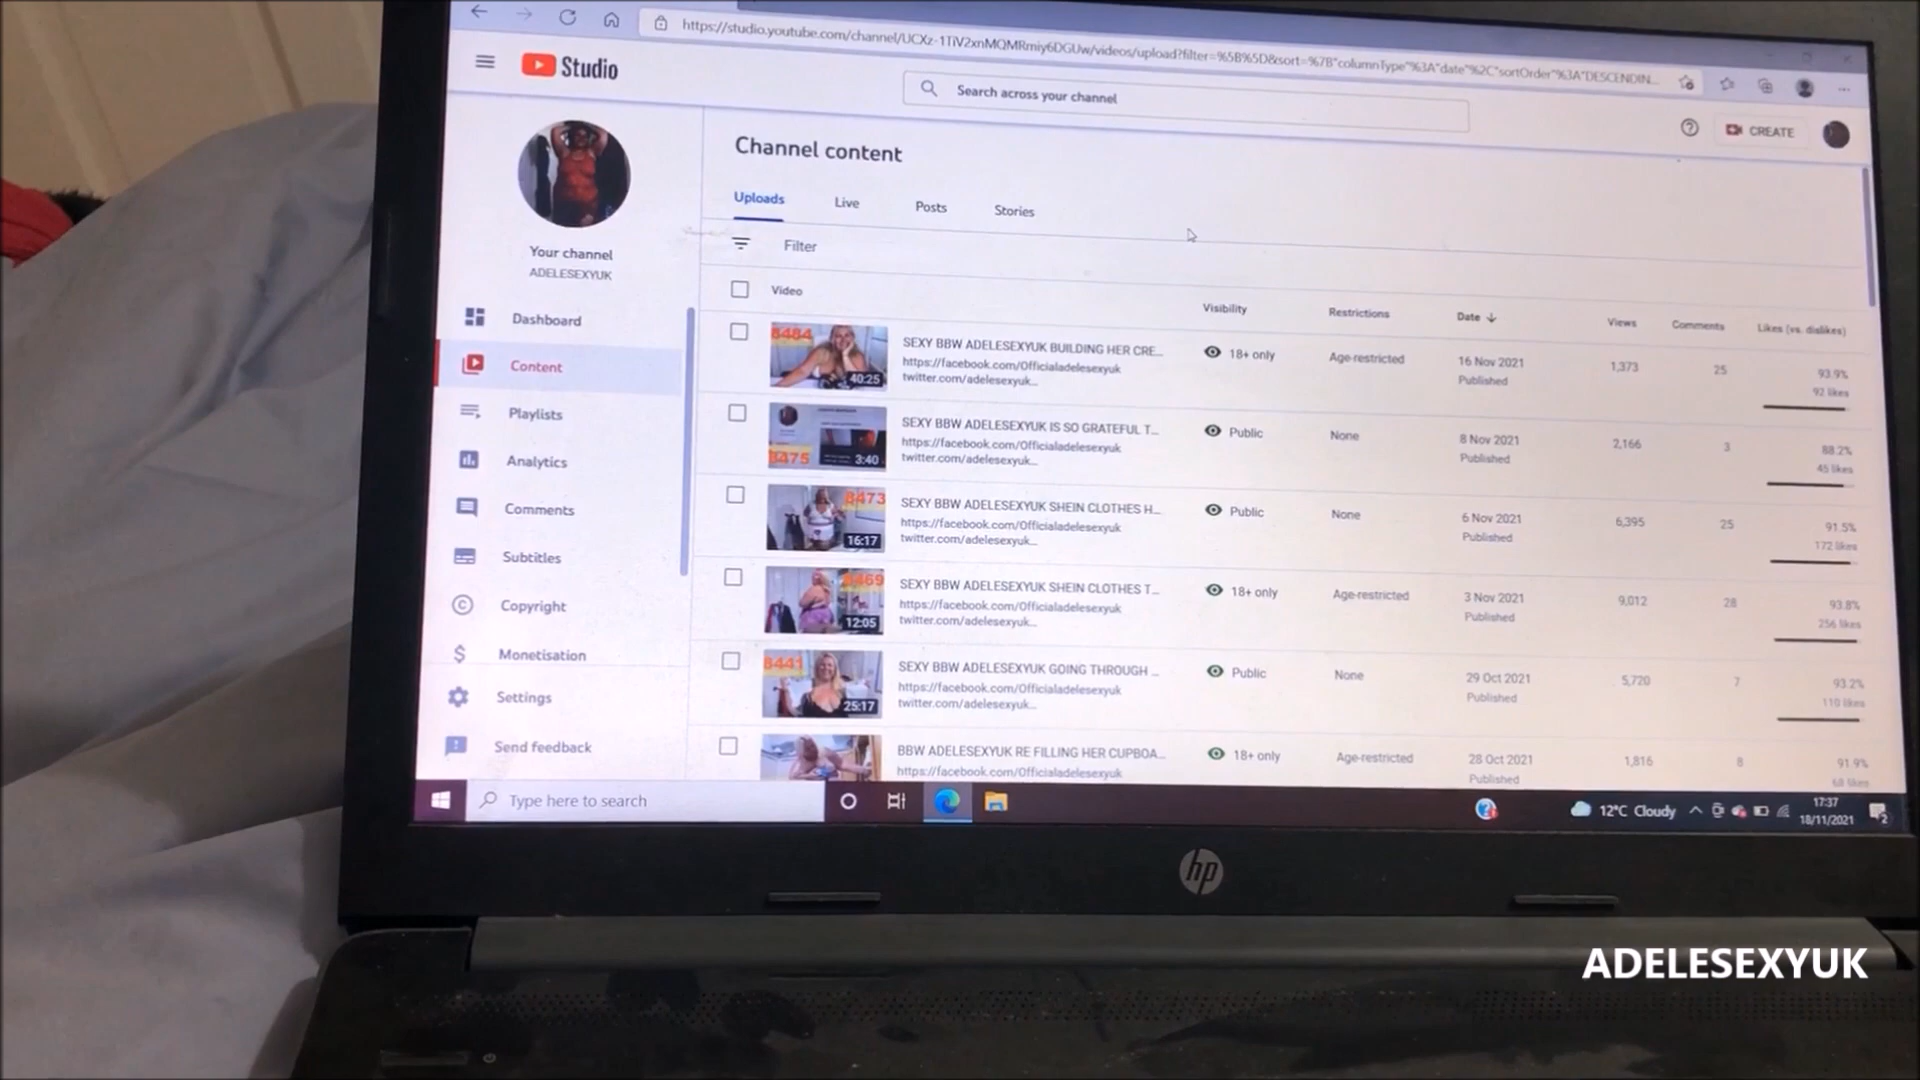 https://studio.youtube.com/channel/UCXz-1TiV2xnMQMRmiy6DGUw/videos/upload?filter=%5B%5D&sort=%7B"columnType"%3A"date"%2C"sortOrder"%3A"DESCENDIN...
Studio
Search across your channel
CREATE
Your channel
ADELESEXYUK
Dashboard
Content
Playlists
Analytics
Comments
Subtitles
Copyright
Monetisation
Settings
Send feedback
Channel content
Uploads Live Posts Stories
Filter
Video Visibility Restrictions Date Views Comments Likes (vs. dislikes)
8484
40:25
SEXY BBW ADELESEXYUK BUILDING HER CRE...
https://facebook.com/Officialadelesexyuk
twitter.com/adelesexyuk...
18+ only Age-restricted 16 Nov 2021 1,373 25 93.9%
Published 92 likes
8475
3:40
SEXY BBW ADELESEXYUK IS SO GRATEFUL T...
https://facebook.com/Officialadelesexyuk
twitter.com/adelesexyuk...
Public None 8 Nov 2021 2,166 3 88.2%
Published 45 likes
8473
16:17
SEXY BBW ADELESEXYUK SHEIN CLOTHES H...
https://facebook.com/Officialadelesexyuk
twitter.com/adelesexyuk...
Public None 6 Nov 2021 6,395 25 91.5%
Published 172 likes
8469
12:05
SEXY BBW ADELESEXYUK SHEIN CLOTHES T...
https://facebook.com/Officialadelesexyuk
twitter.com/adelesexyuk...
18+ only Age-restricted 3 Nov 2021 9,012 28 93.8%
Published 256 likes
8441
25:17
SEXY BBW ADELESEXYUK GOING THROUGH ...
https://facebook.com/Officialadelesexyuk
twitter.com/adelesexyuk...
Public None 29 Oct 2021 5,720 7 93.2%
Published 110 likes
BBW ADELESEXYUK RE FILLING HER CUPBOA...
https://facebook.com/Officialadelesexyuk
18+ only Age-restricted 28 Oct 2021 1,816 8 91.9%
Published 68 likes
Type here to search
12°C Cloudy
17:37
18/11/2021
2
hp
ADELESEXYUK